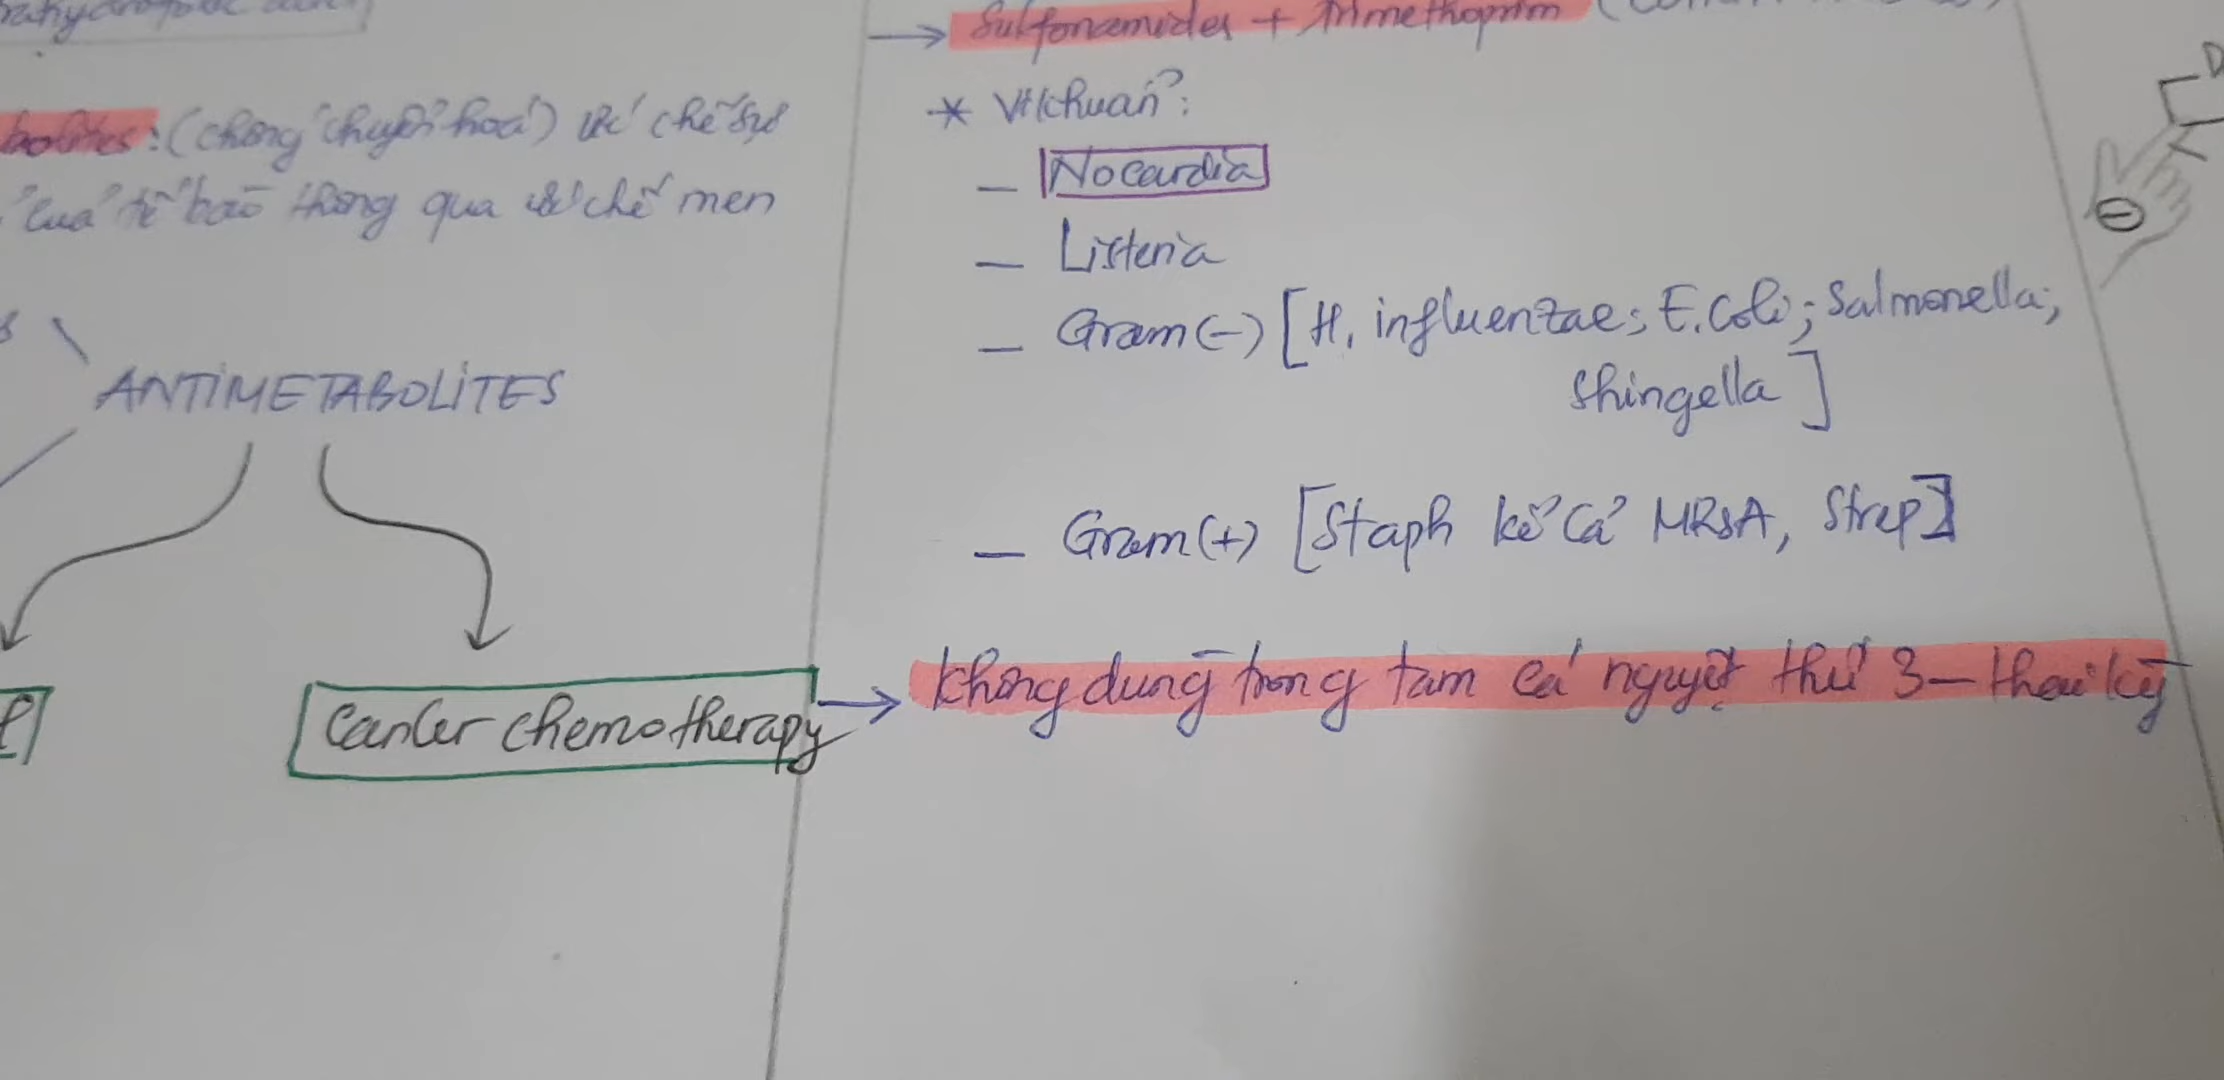 → Sulfonamides + Trimethoprim (
bolites: (chống chuyển hoá) ức chế sự
của tế bào thông qua ức chế men
ANTIMETABOLITES
Cancer chemotherapy
* Vi khuẩn:
- Nocardia
- Listeria
- Gram (-) [H. influenzae; E. Coli; Salmonella;
Shingella]
- Gram (+) [Staph kể cả MRSA, Strep]
→ không dùng trong tam cá nguyệt thứ 3 - thai kỳ